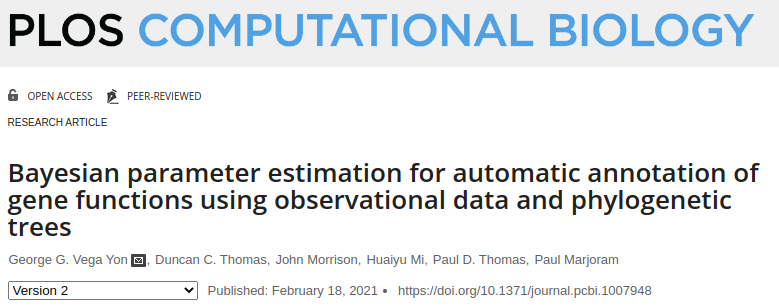 PLOS COMPUTATIONAL BIOLOGY
OPEN ACCESS PEER-REVIEWED
RESEARCH ARTICLE
Bayesian parameter estimation for automatic annotation of
gene functions using observational data and phylogenetic
trees
George G. Vega Yon , Duncan C. Thomas, John Morrison, Huaiyu Mi, Paul D. Thomas, Paul Marjoram
Version 2 Published: February 18, 2021 • https://doi.org/10.1371/journal.pcbi.1007948